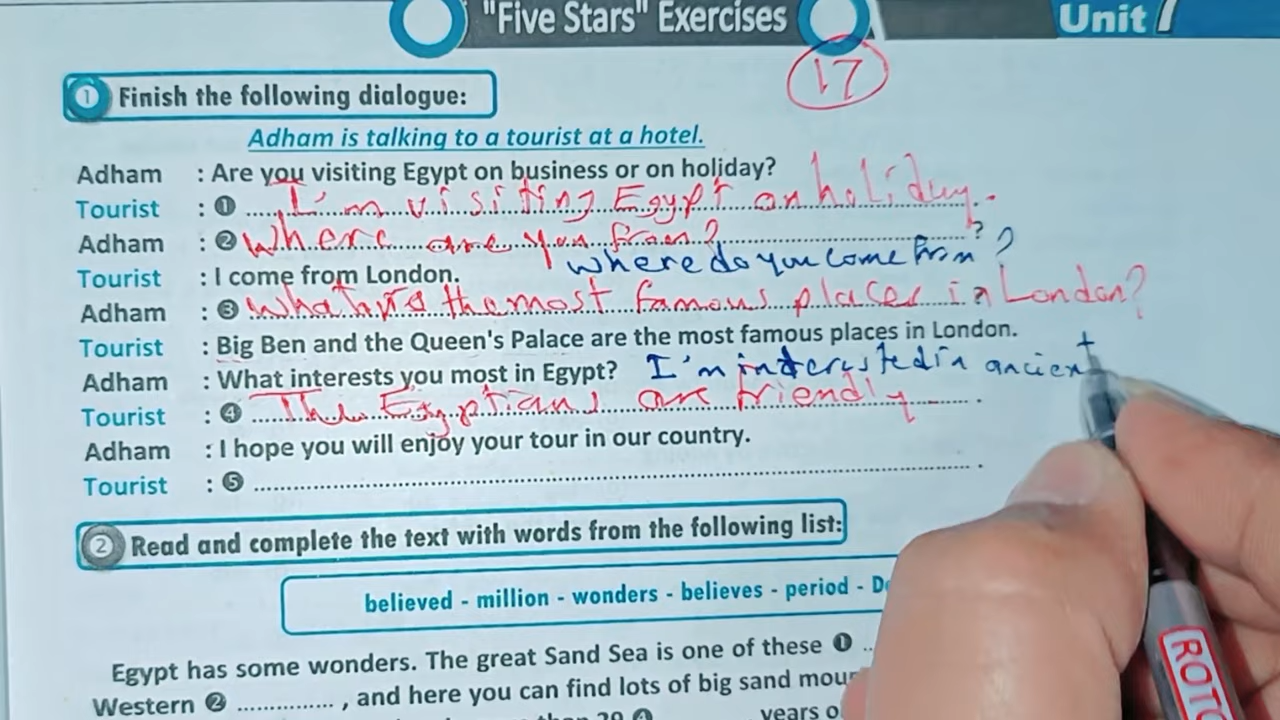 "Five Stars" Exercises
Unit 7
17
1 Finish the following dialogue:
Adham is talking to a tourist at a hotel.
Adham : Are you visiting Egypt on business or on holiday?
Tourist : 1 I'm visiting Egypt on holiday.
Adham : 2 Where are you from? ?
where do you come from ?
Tourist : I come from London.
Adham : 3 What are the most famous places in London?
Tourist : Big Ben and the Queen's Palace are the most famous places in London.
Adham : What interests you most in Egypt? I'm interested in ancient
Tourist : 4 The Egyptians are friendly .
Adham : I hope you will enjoy your tour in our country.
Tourist : 5 .
2 Read and complete the text with words from the following list:
believed - million - wonders - believes - period -
Egypt has some wonders. The great Sand Sea is one of these 1
Western 2 .............. , and here you can find lots of big sand
than 20 4 years
ROTO